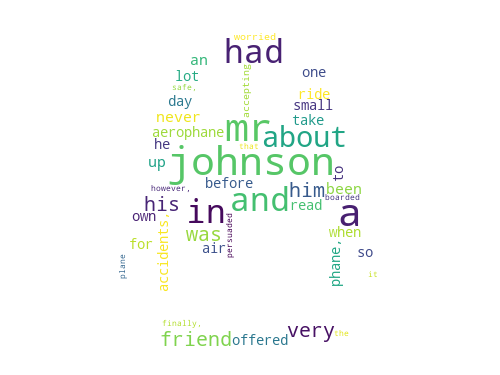 worried
had
an
one
lot
accepting
safe,
ride
day
small
never
mr
take
aerophane
about
he
that
johnson
up
to
before
however,
him
been
boarded
and
his
read
in
a
own
persuaded
was
when
for
accidents,
air
phane,
so
plane
it
finally,
very
the
friend
offered